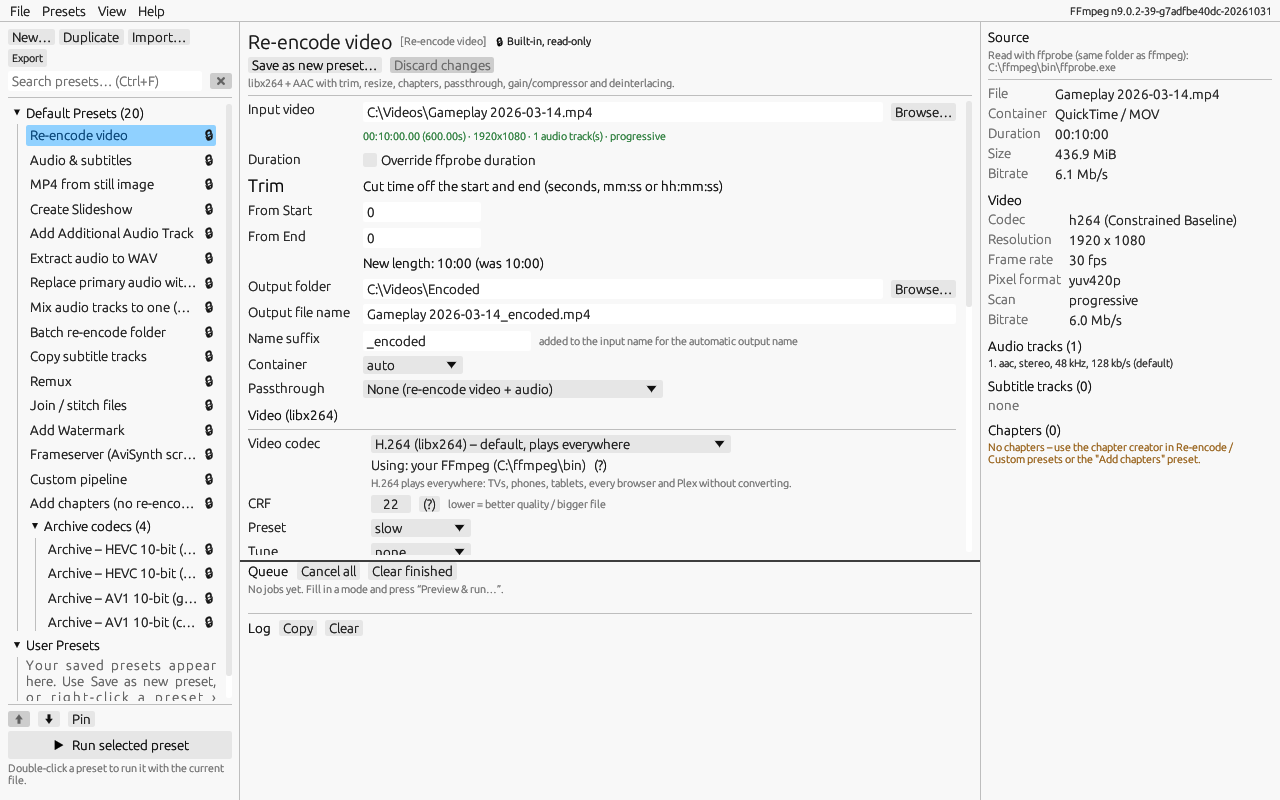 File Presets View Help
FFmpeg n9.0.2-39-g7adfbe40dc-20261031
New... Duplicate Import...
Export
Search presets... (Ctrl+F)
Default Presets (20)
Re-encode video
Audio & subtitles
MP4 from still image
Create Slideshow
Add Additional Audio Track
Extract audio to WAV
Replace primary audio wit...
Mix audio tracks to one (...
Batch re-encode folder
Copy subtitle tracks
Remux
Join / stitch files
Add Watermark
Frameserver (AviSynth scr...
Custom pipeline
Add chapters (no re-enco...
Archive codecs (4)
Archive – HEVC 10-bit (...
Archive – HEVC 10-bit (...
Archive – AV1 10-bit (g...
Archive – AV1 10-bit (c...
User Presets
Your saved presets appear
here. Use Save as new preset,
or right-click a preset ›
Pin
Run selected preset
Double-click a preset to run it with the current
file.
Re-encode video [Re-encode video] Built-in, read-only
Save as new preset... Discard changes
libx264 + AAC with trim, resize, chapters, passthrough, gain/compressor and deinterlacing.
Input video C:\Videos\Gameplay 2026-03-14.mp4 Browse...
00:10:00.00 (600.00s) · 1920x1080 · 1 audio track(s) · progressive
Duration Override ffprobe duration
Trim Cut time off the start and end (seconds, mm:ss or hh:mm:ss)
From Start 0
From End 0
New length: 10:00 (was 10:00)
Output folder C:\Videos\Encoded Browse...
Output file name Gameplay 2026-03-14_encoded.mp4
Name suffix _encoded added to the input name for the automatic output name
Container auto
Passthrough None (re-encode video + audio)
Video (libx264)
Video codec H.264 (libx264) – default, plays everywhere
Using: your FFmpeg (C:\ffmpeg\bin) (?)
H.264 plays everywhere: TVs, phones, tablets, every browser and Plex without converting.
CRF 22 (?) lower = better quality / bigger file
Preset slow
Tune none
Queue Cancel all Clear finished
No jobs yet. Fill in a mode and press “Preview & run...”.
Log Copy Clear
Source
Read with ffprobe (same folder as ffmpeg):
C:\ffmpeg\bin\ffprobe.exe
File Gameplay 2026-03-14.mp4
Container QuickTime / MOV
Duration 00:10:00
Size 436.9 MiB
Bitrate 6.1 Mb/s
Video
Codec h264 (Constrained Baseline)
Resolution 1920 x 1080
Frame rate 30 fps
Pixel format yuv420p
Scan progressive
Bitrate 6.0 Mb/s
Audio tracks (1)
1. aac, stereo, 48 kHz, 128 kb/s (default)
Subtitle tracks (0)
none
Chapters (0)
No chapters – use the chapter creator in Re-encode /
Custom presets or the "Add chapters" preset.